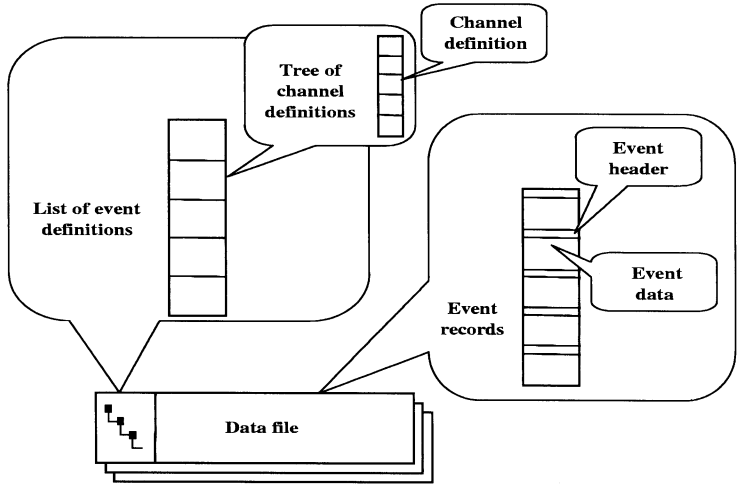 Channel
definition
Tree of
channel
definitions
Event
header
List of event
definitions
Event
data
Event
records
Data file